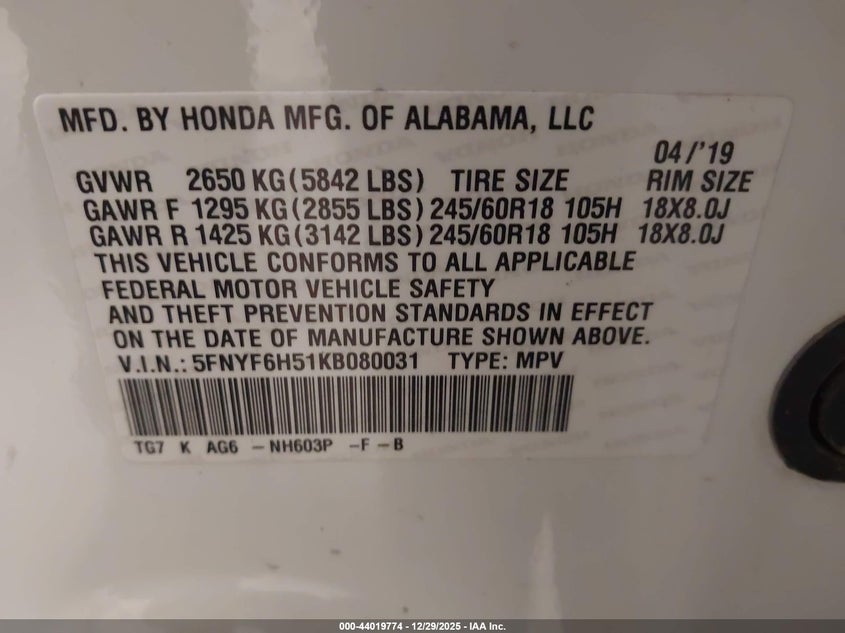 MFD. BY HONDA MFG. OF ALABAMA, LLC
04/'19
GVWR 2650 KG(5842 LBS) TIRE SIZE RIM SIZE
GAWR F 1295 KG(2855 LBS) 245/60R18 105H 18X8.0J
GAWR R 1425 KG(3142 LBS) 245/60R18 105H 18X8.0J
THIS VEHICLE CONFORMS TO ALL APPLICABLE
FEDERAL MOTOR VEHICLE SAFETY
AND THEFT PREVENTION STANDARDS IN EFFECT
ON THE DATE OF MANUFACTURE SHOWN ABOVE.
V.I.N.: 5FNYF6H51KB080031 TYPE: MPV
TG7 K AG6 -NH603P -F-B
000-44019774 - 12/29/2025 - IAA Inc.